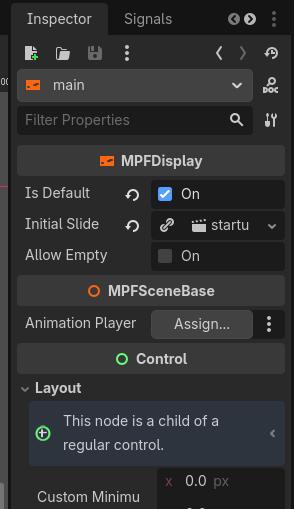 Inspector Signals
main
DOC
Filter Properties
MPFDisplay
Is Default On
Initial Slide startu
Allow Empty On
MPFSceneBase
Animation Player Assign...
Control
Layout
This node is a child of a
regular control.
x 0.0 px
Custom Minimu